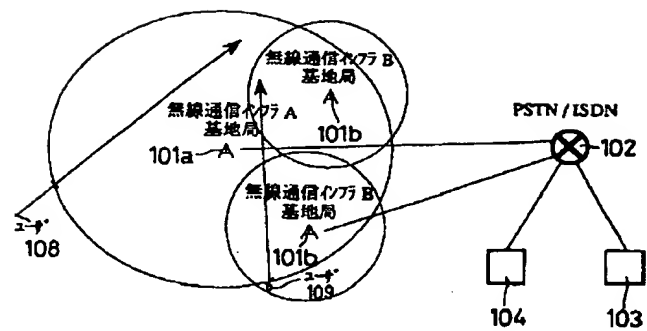 無線通信インフラ B
基地局
101b
無線通信インフラ A
基地局
101a
PSTN / ISDN
102
無線通信インフラ B
基地局
101b
ユーザ
108
ユーザ
109
104
103